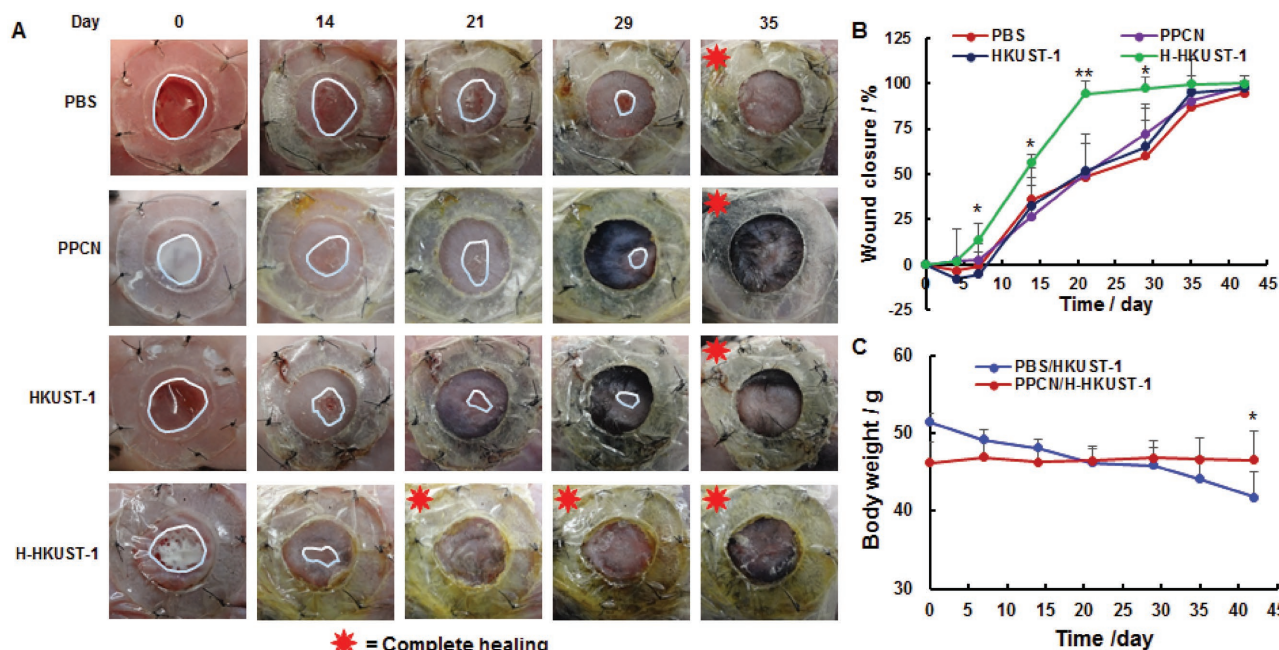 Day 0 14 21 29 35
A
PBS
PPCN
HKUST-1
H-HKUST-1
= Complete healing
B
PBS PPCN
HKUST-1 H-HKUST-1
Wound closure / %
125
100
75
50
25
0
-25
* * ** *
0 5 10 15 20 25 30 35 40 45
Time / day
C
PBS/HKUST-1
PPCN/H-HKUST-1
Body weight / g
60
50
40
30
*
0 5 10 15 20 25 30 35 40 45
Time /day